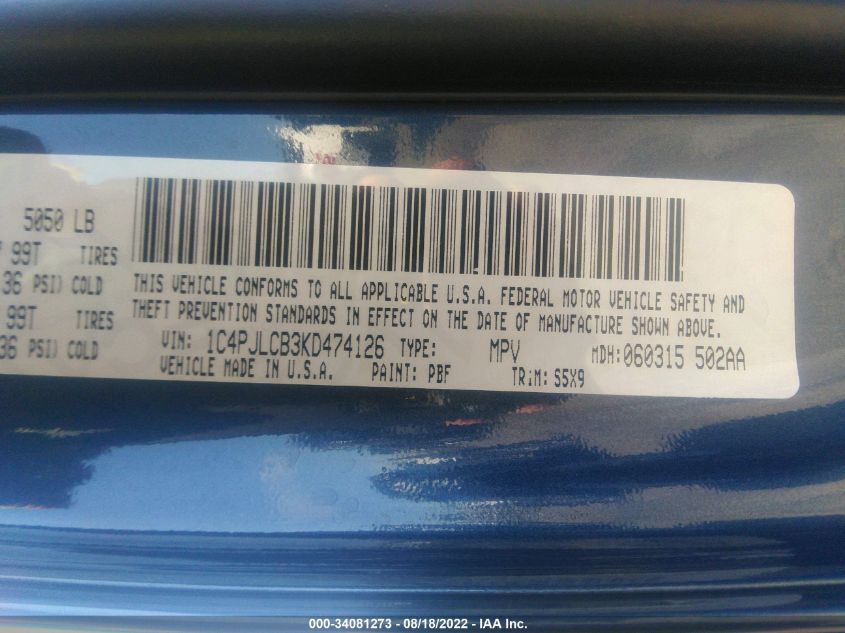 5050 LB
99T TIRES
36 PSI) COLD
99T TIRES
36 PSI) COLD
THIS VEHICLE CONFORMS TO ALL APPLICABLE U.S.A. FEDERAL MOTOR VEHICLE SAFETY AND
THEFT PREVENTION STANDARDS IN EFFECT ON THE DATE OF MANUFACTURE SHOWN ABOVE.
VIN: 1C4PJLCB3KD474126 TYPE: MPV MDH:060315 502AA
VEHICLE MADE IN U.S.A. PAINT: PBF TRIM: S5X9
000-34081273 - 08/18/2022 - IAA Inc.